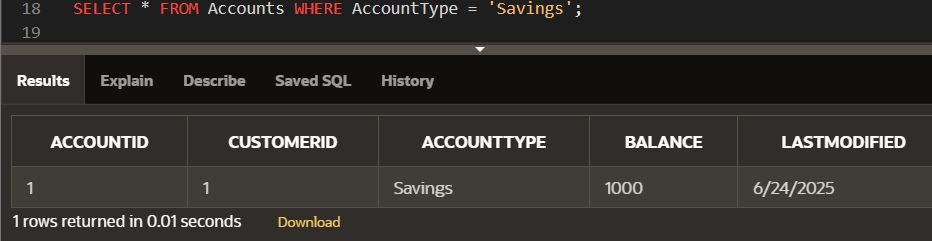 18 SELECT * FROM Accounts WHERE AccountType = 'Savings';
19
Results Explain Describe Saved SQL History
ACCOUNTID CUSTOMERID ACCOUNTTYPE BALANCE LASTMODIFIED
1 1 Savings 1000 6/24/2025
1 rows returned in 0.01 seconds Download